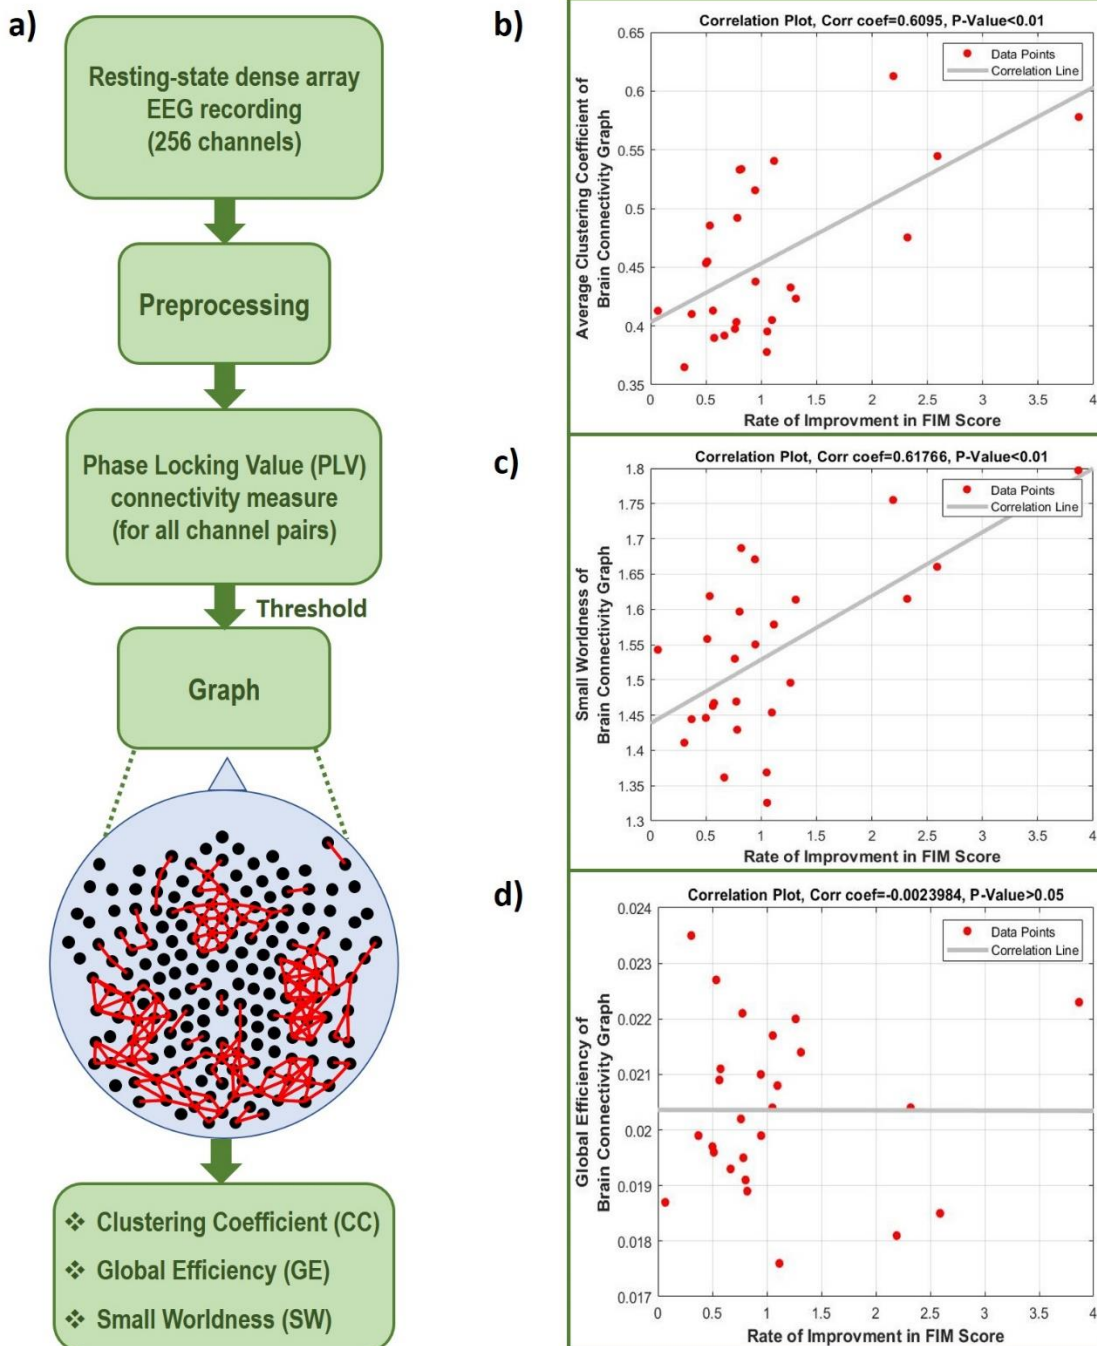 a)
Resting-state dense array
EEG recording
(256 channels)
Preprocessing
Phase Locking Value (PLV)
connectivity measure
(for all channel pairs)
Threshold
Graph
❖ Clustering Coefficient (CC)
❖ Global Efficiency (GE)
❖ Small Worldness (SW)
b)
Correlation Plot, Corr coef=0.6095, P-Value<0.01
Data Points
Correlation Line
Average Clustering Coefficient of
Brain Connectivity Graph
0.65
0.6
0.55
0.5
0.45
0.4
0.35
0 0.5 1 1.5 2 2.5 3 3.5 4
Rate of Improvment in FIM Score
c)
Correlation Plot, Corr coef=0.61766, P-Value<0.01
Data Points
Correlation Line
Small Worldness of
Brain Connectivity Graph
1.8
1.75
1.7
1.65
1.6
1.55
1.5
1.45
1.4
1.35
1.3
0 0.5 1 1.5 2 2.5 3 3.5 4
Rate of Improvment in FIM Score
d)
Correlation Plot, Corr coef=-0.0023984, P-Value>0.05
Data Points
Correlation Line
Global Efficiency of
Brain Connectivity Graph
0.024
0.023
0.022
0.021
0.02
0.019
0.018
0.017
0 0.5 1 1.5 2 2.5 3 3.5 4
Rate of Improvment in FIM Score